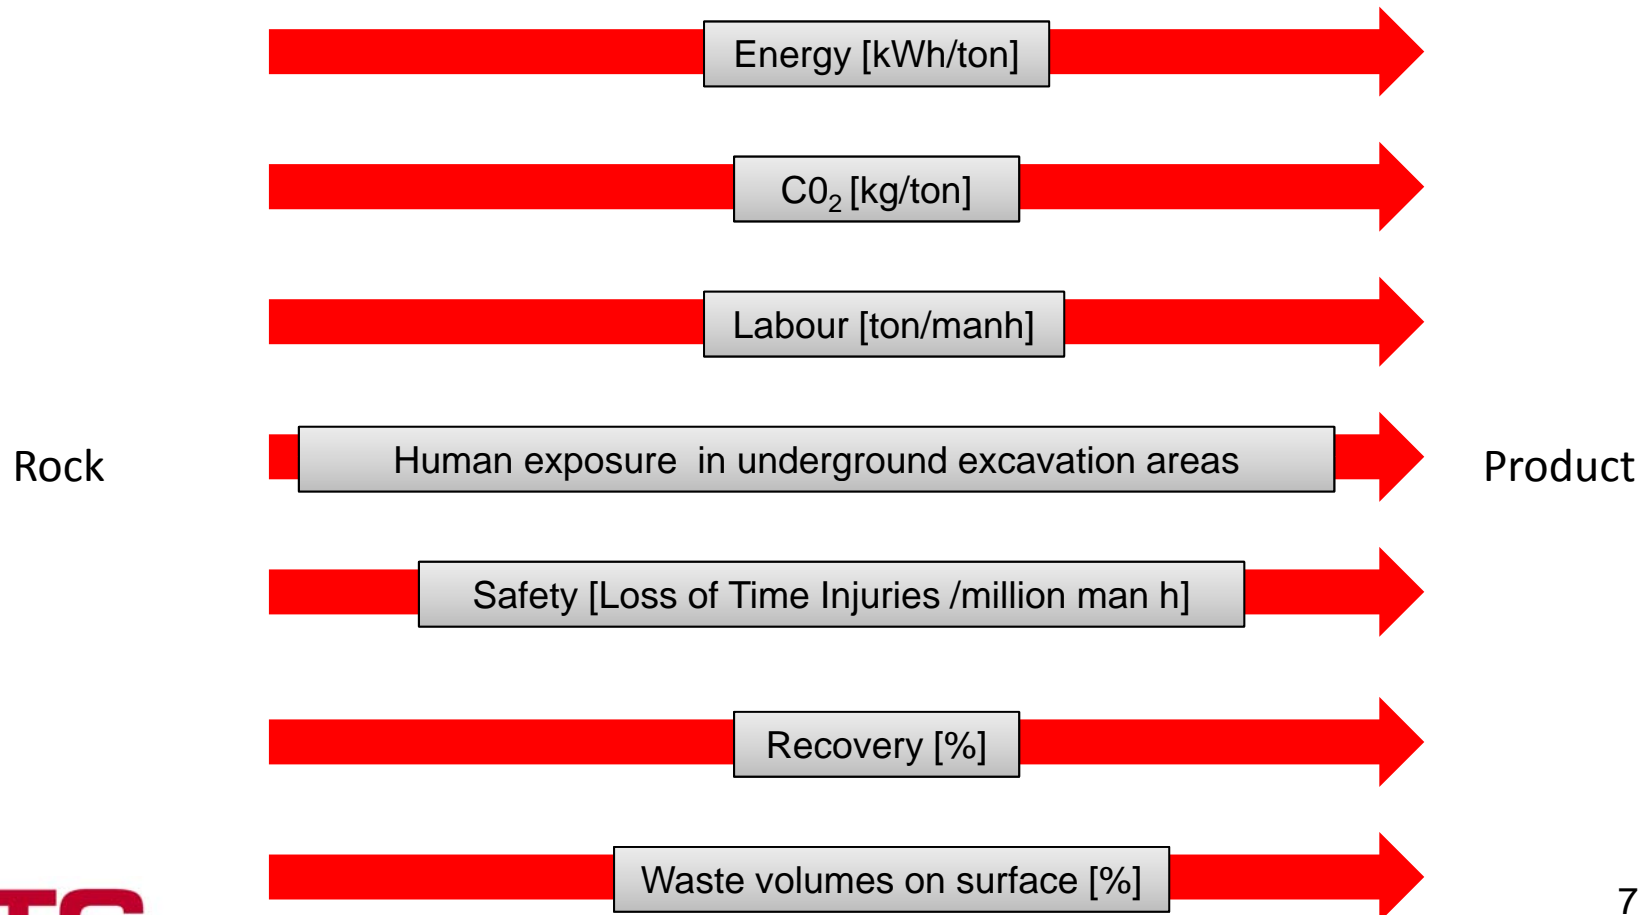 Energy [kWh/ton]
C0₂ [kg/ton]
Labour [ton/manh]
Rock
Human exposure  in underground excavation areas
Product
Safety [Loss of Time Injuries /million man h]
Recovery [%]
Waste volumes on surface [%]
7